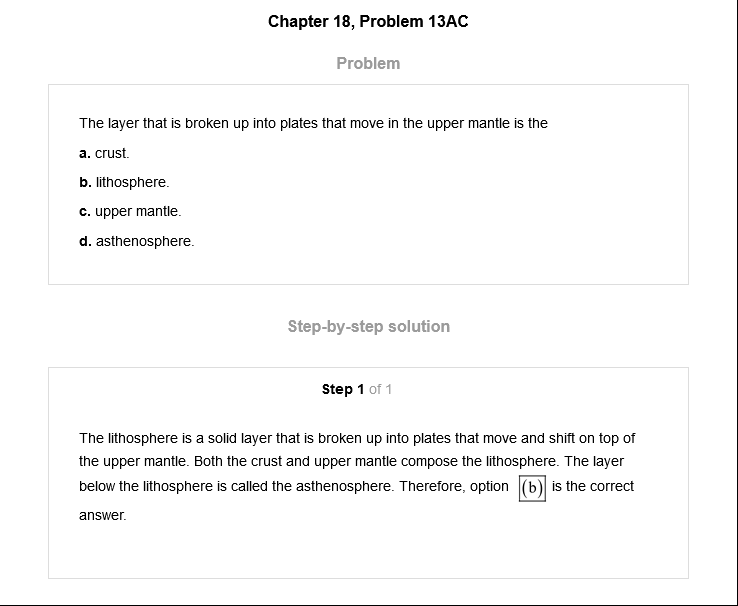 Chapter 18, Problem 13AC
Problem
The layer that is broken up into plates that move in the upper mantle is the
a. crust.
b. lithosphere.
c. upper mantle.
d. asthenosphere.
Step-by-step solution
Step 1 of 1
The lithosphere is a solid layer that is broken up into plates that move and shift on top of
the upper mantle. Both the crust and upper mantle compose the lithosphere. The layer
below the lithosphere is called the asthenosphere. Therefore, option (b) is the correct
answer.